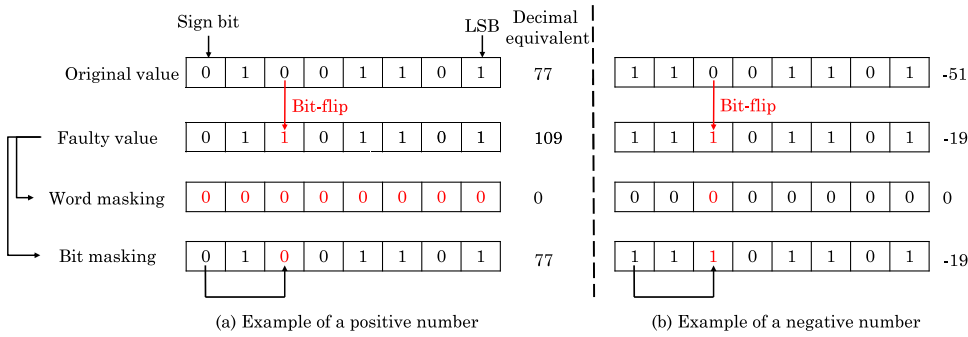 Sign bit LSB Decimal
equivalent
Original value 0 1 0 0 1 1 0 1 77 1 1 0 0 1 1 0 1 -51
Bit-flip Bit-flip
Faulty value 0 1 1 0 1 1 0 1 109 1 1 1 0 1 1 0 1 -19
Word masking 0 0 0 0 0 0 0 0 0 0 0 0 0 0 0 0 0 0
Bit masking 0 1 0 0 1 1 0 1 77 1 1 1 0 1 1 0 1 -19
(a) Example of a positive number (b) Example of a negative number